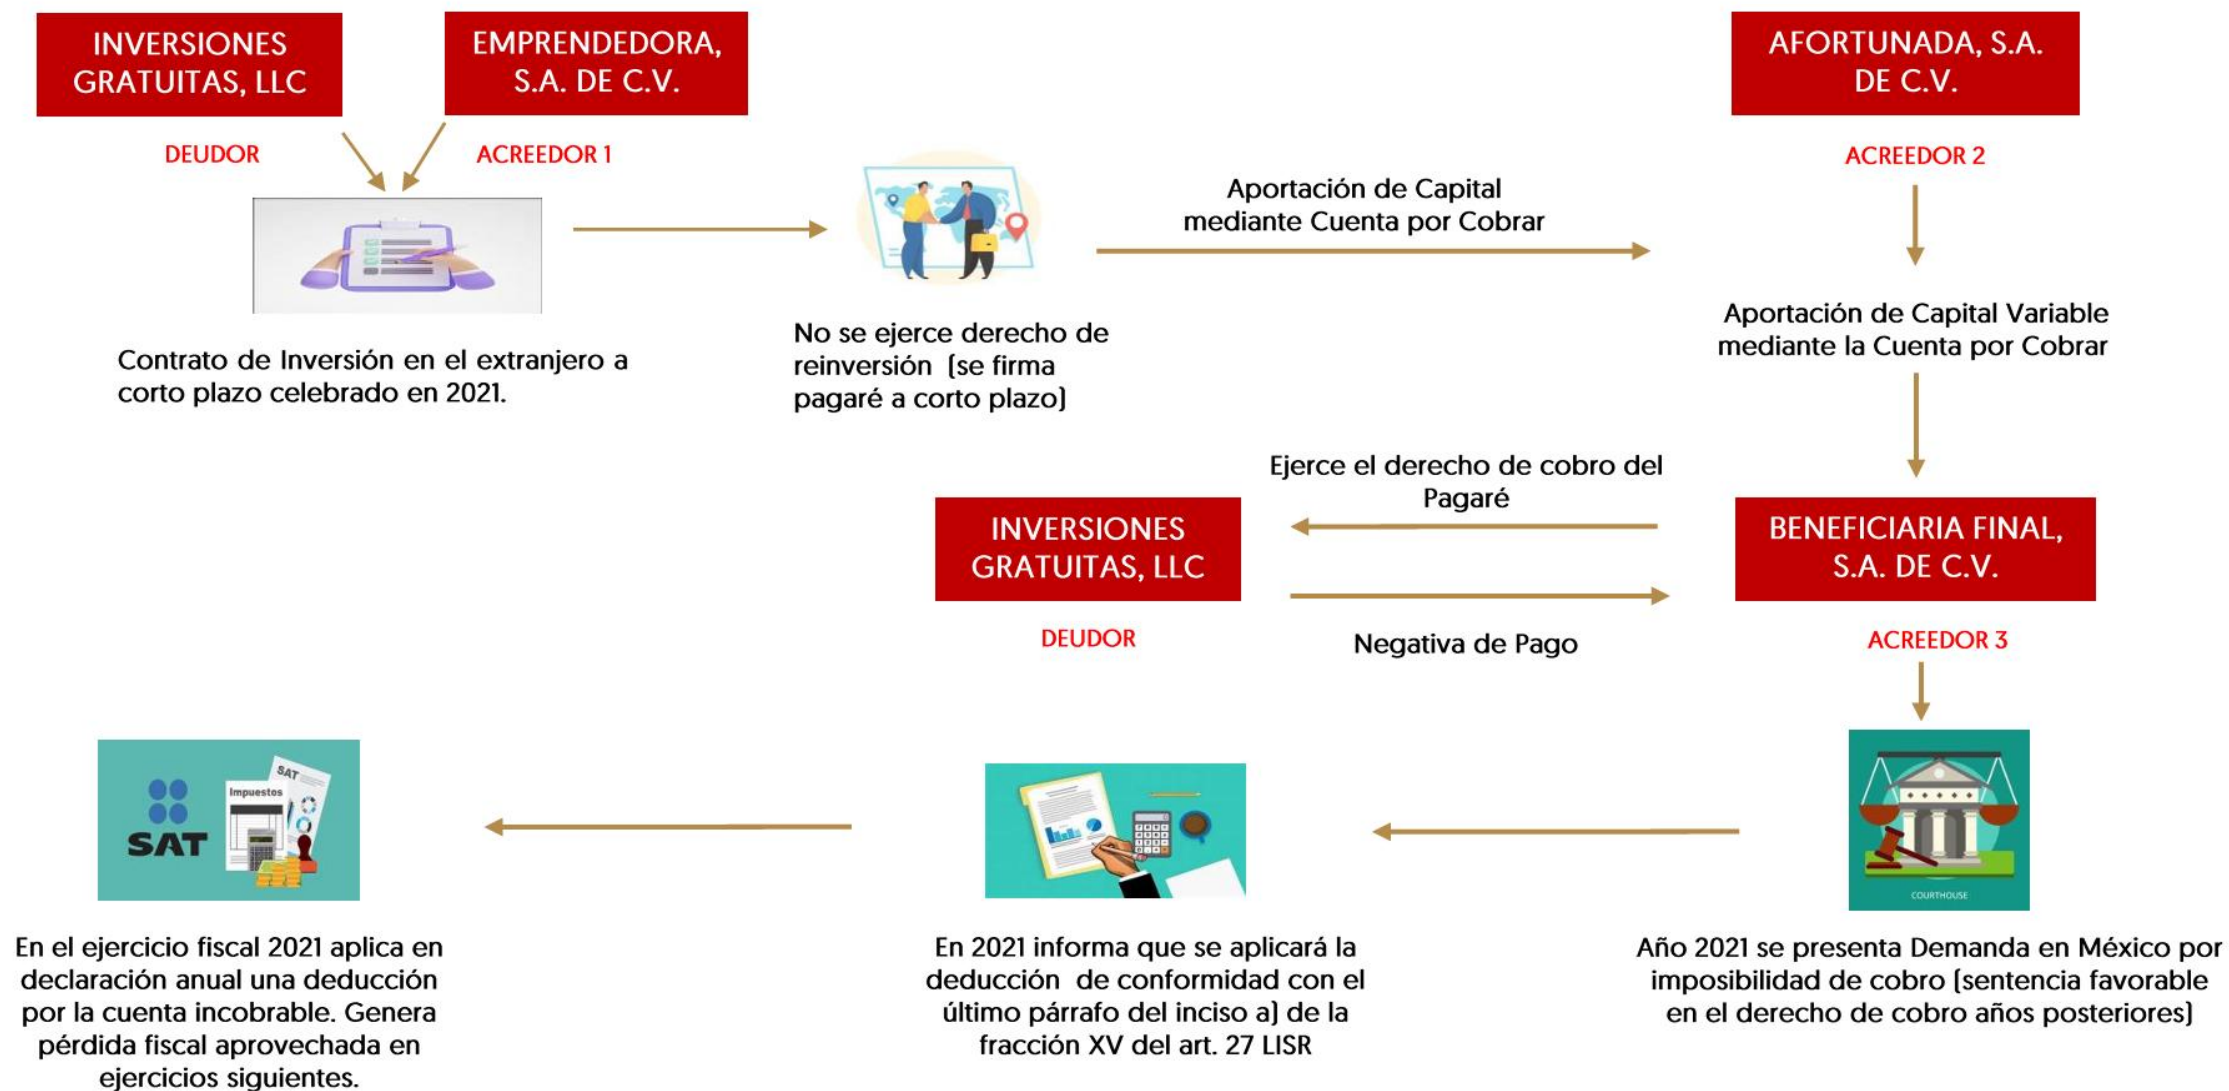 INVERSIONES
GRATUITAS, LLC
DEUDOR
EMPRENDEDORA,
S.A. DE C.V.
ACREEDOR 1
AFORTUNADA, S.A.
DE C.V.
ACREEDOR 2
Contrato de Inversión en el extranjero a
corto plazo celebrado en 2021.
No se ejerce derecho de
reinversión (se firma
pagaré a corto plazo)
Aportación de Capital
mediante Cuenta por Cobrar
Aportación de Capital Variable
mediante la Cuenta por Cobrar
Ejerce el derecho de cobro del
Pagaré
INVERSIONES
GRATUITAS, LLC
DEUDOR
Negativa de Pago
BENEFICIARIA FINAL,
S.A. DE C.V.
ACREEDOR 3
SAT
Impuestos
SAT
COURTHOUSE
En el ejercicio fiscal 2021 aplica en
declaración anual una deducción
por la cuenta incobrable. Genera
pérdida fiscal aprovechada en
ejercicios siguientes.
En 2021 informa que se aplicará la
deducción de conformidad con el
último párrafo del inciso a) de la
fracción XV del art. 27 LISR
Año 2021 se presenta Demanda en México por
imposibilidad de cobro (sentencia favorable
en el derecho de cobro años posteriores)